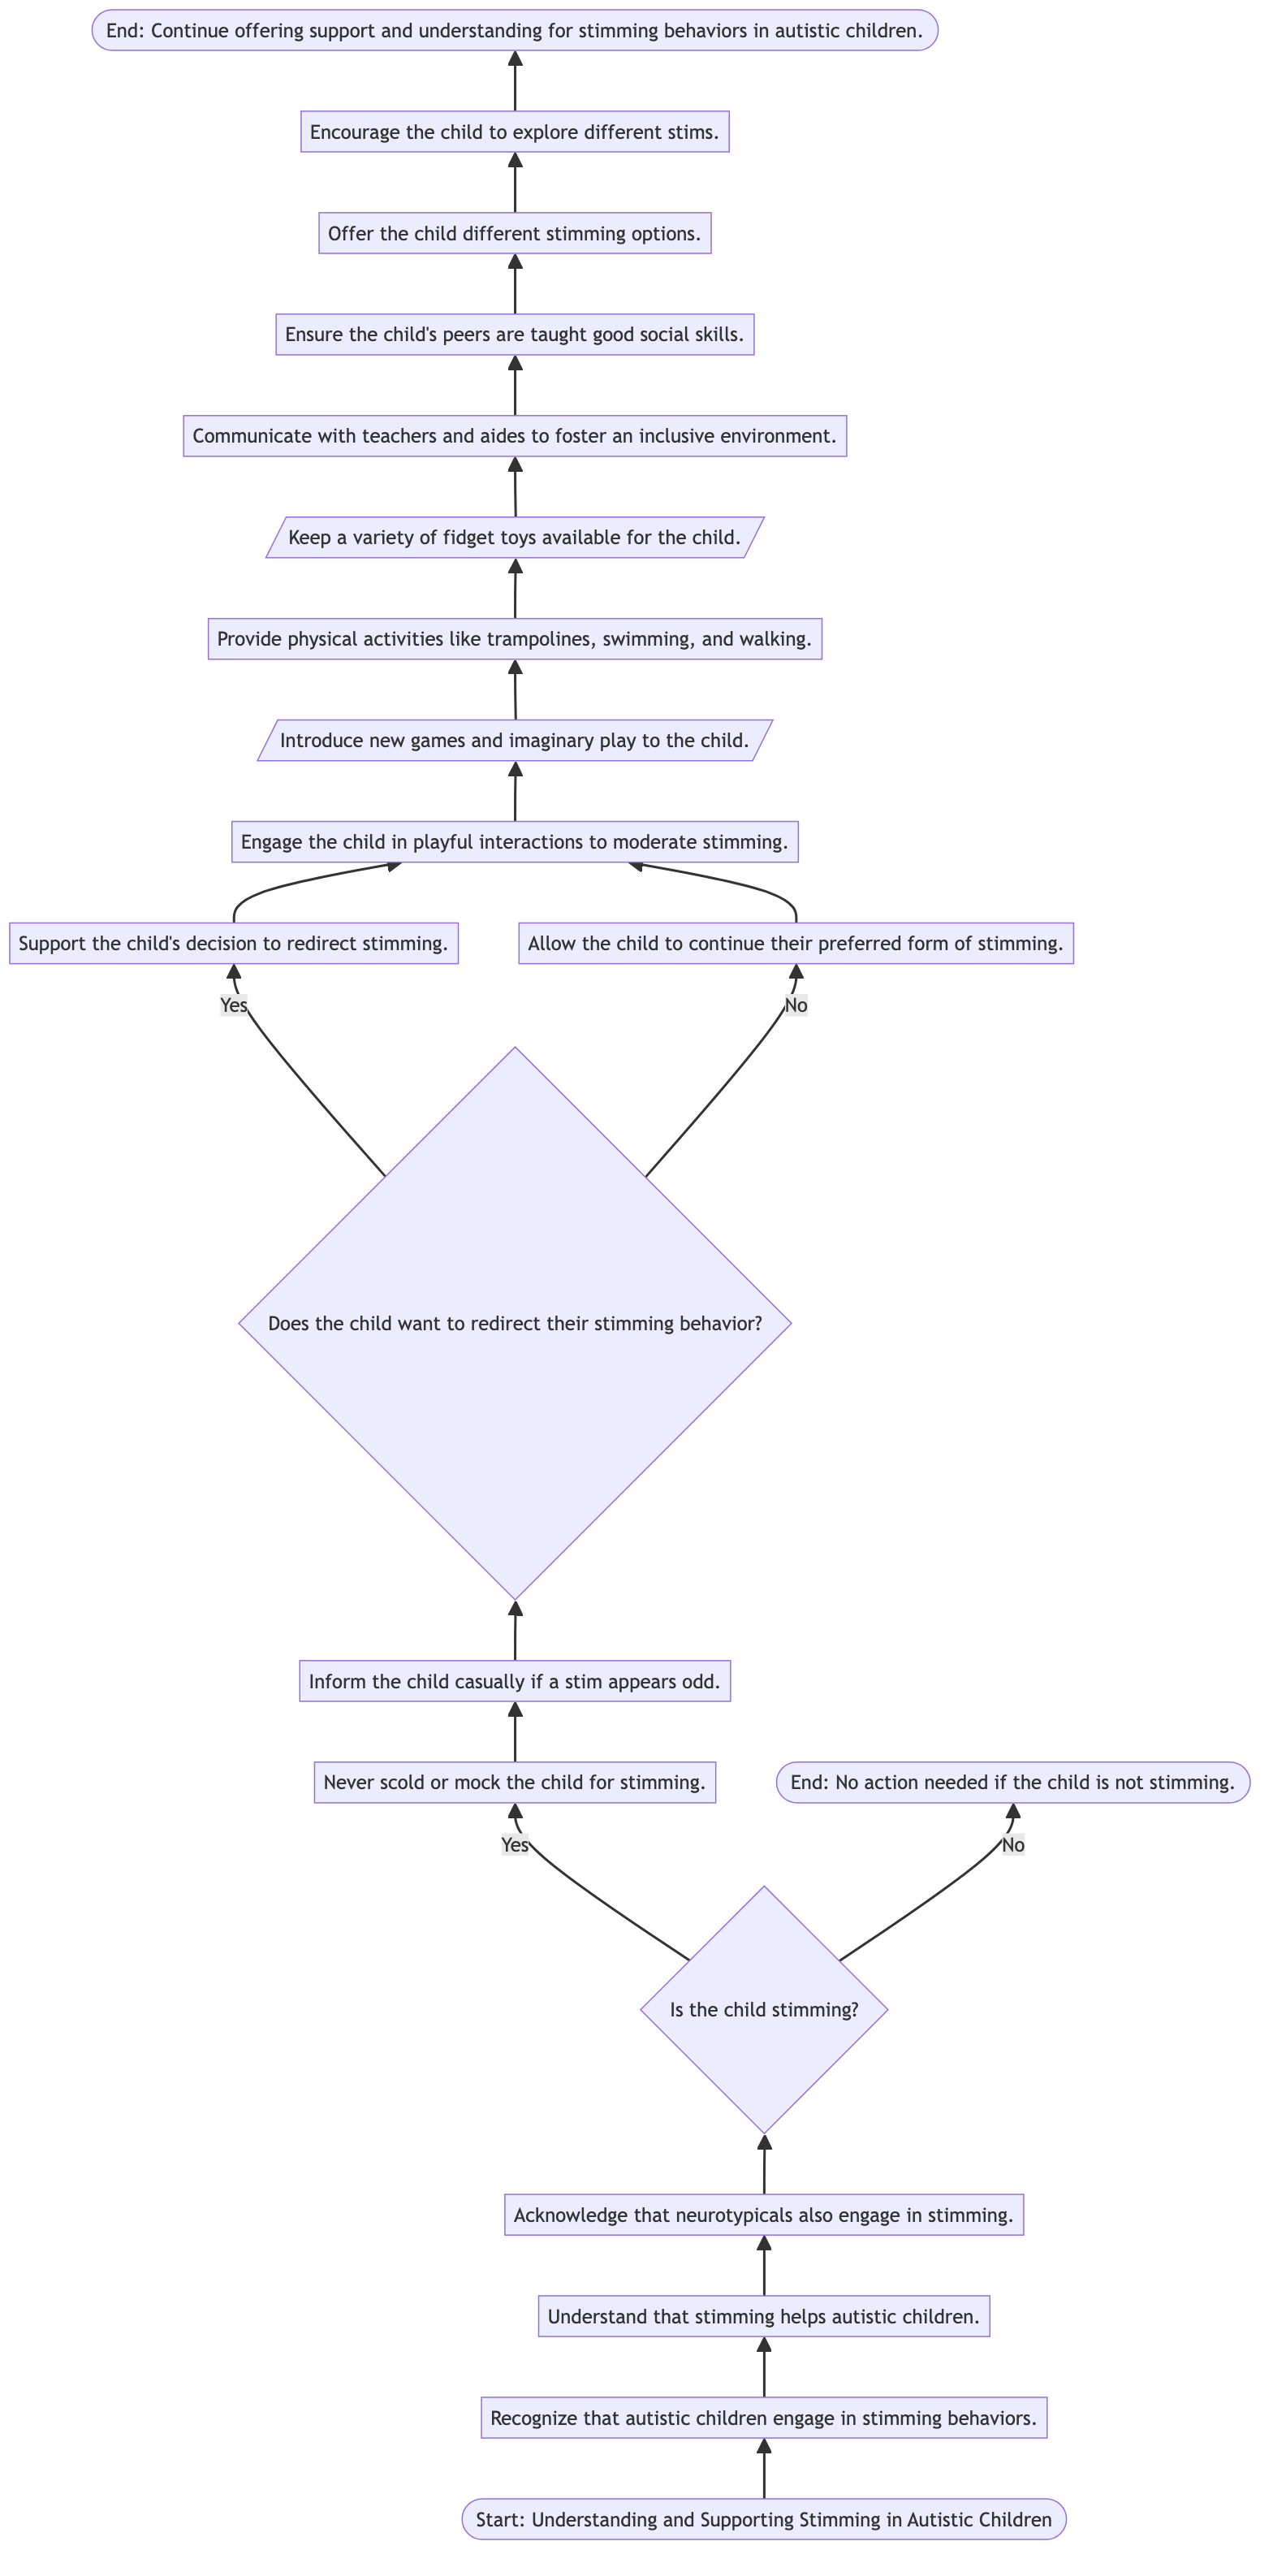 End: Continue offering support and understanding for stimming behaviors in autistic children.
Encourage the child to explore different stims.
Offer the child different stimming options.
Ensure the child's peers are taught good social skills.
Communicate with teachers and aides to foster an inclusive environment.
Keep a variety of fidget toys available for the child.
Provide physical activities like trampolines, swimming, and walking.
Introduce new games and imaginary play to the child.
Engage the child in playful interactions to moderate stimming.
Support the child's decision to redirect stimming.
Allow the child to continue their preferred form of stimming.
Yes
No
Does the child want to redirect their stimming behavior?
Inform the child casually if a stim appears odd.
Never scold or mock the child for stimming.
End: No action needed if the child is not stimming.
Yes
No
Is the child stimming?
Acknowledge that neurotypicals also engage in stimming.
Understand that stimming helps autistic children.
Recognize that autistic children engage in stimming behaviors.
Start: Understanding and Supporting Stimming in Autistic Children